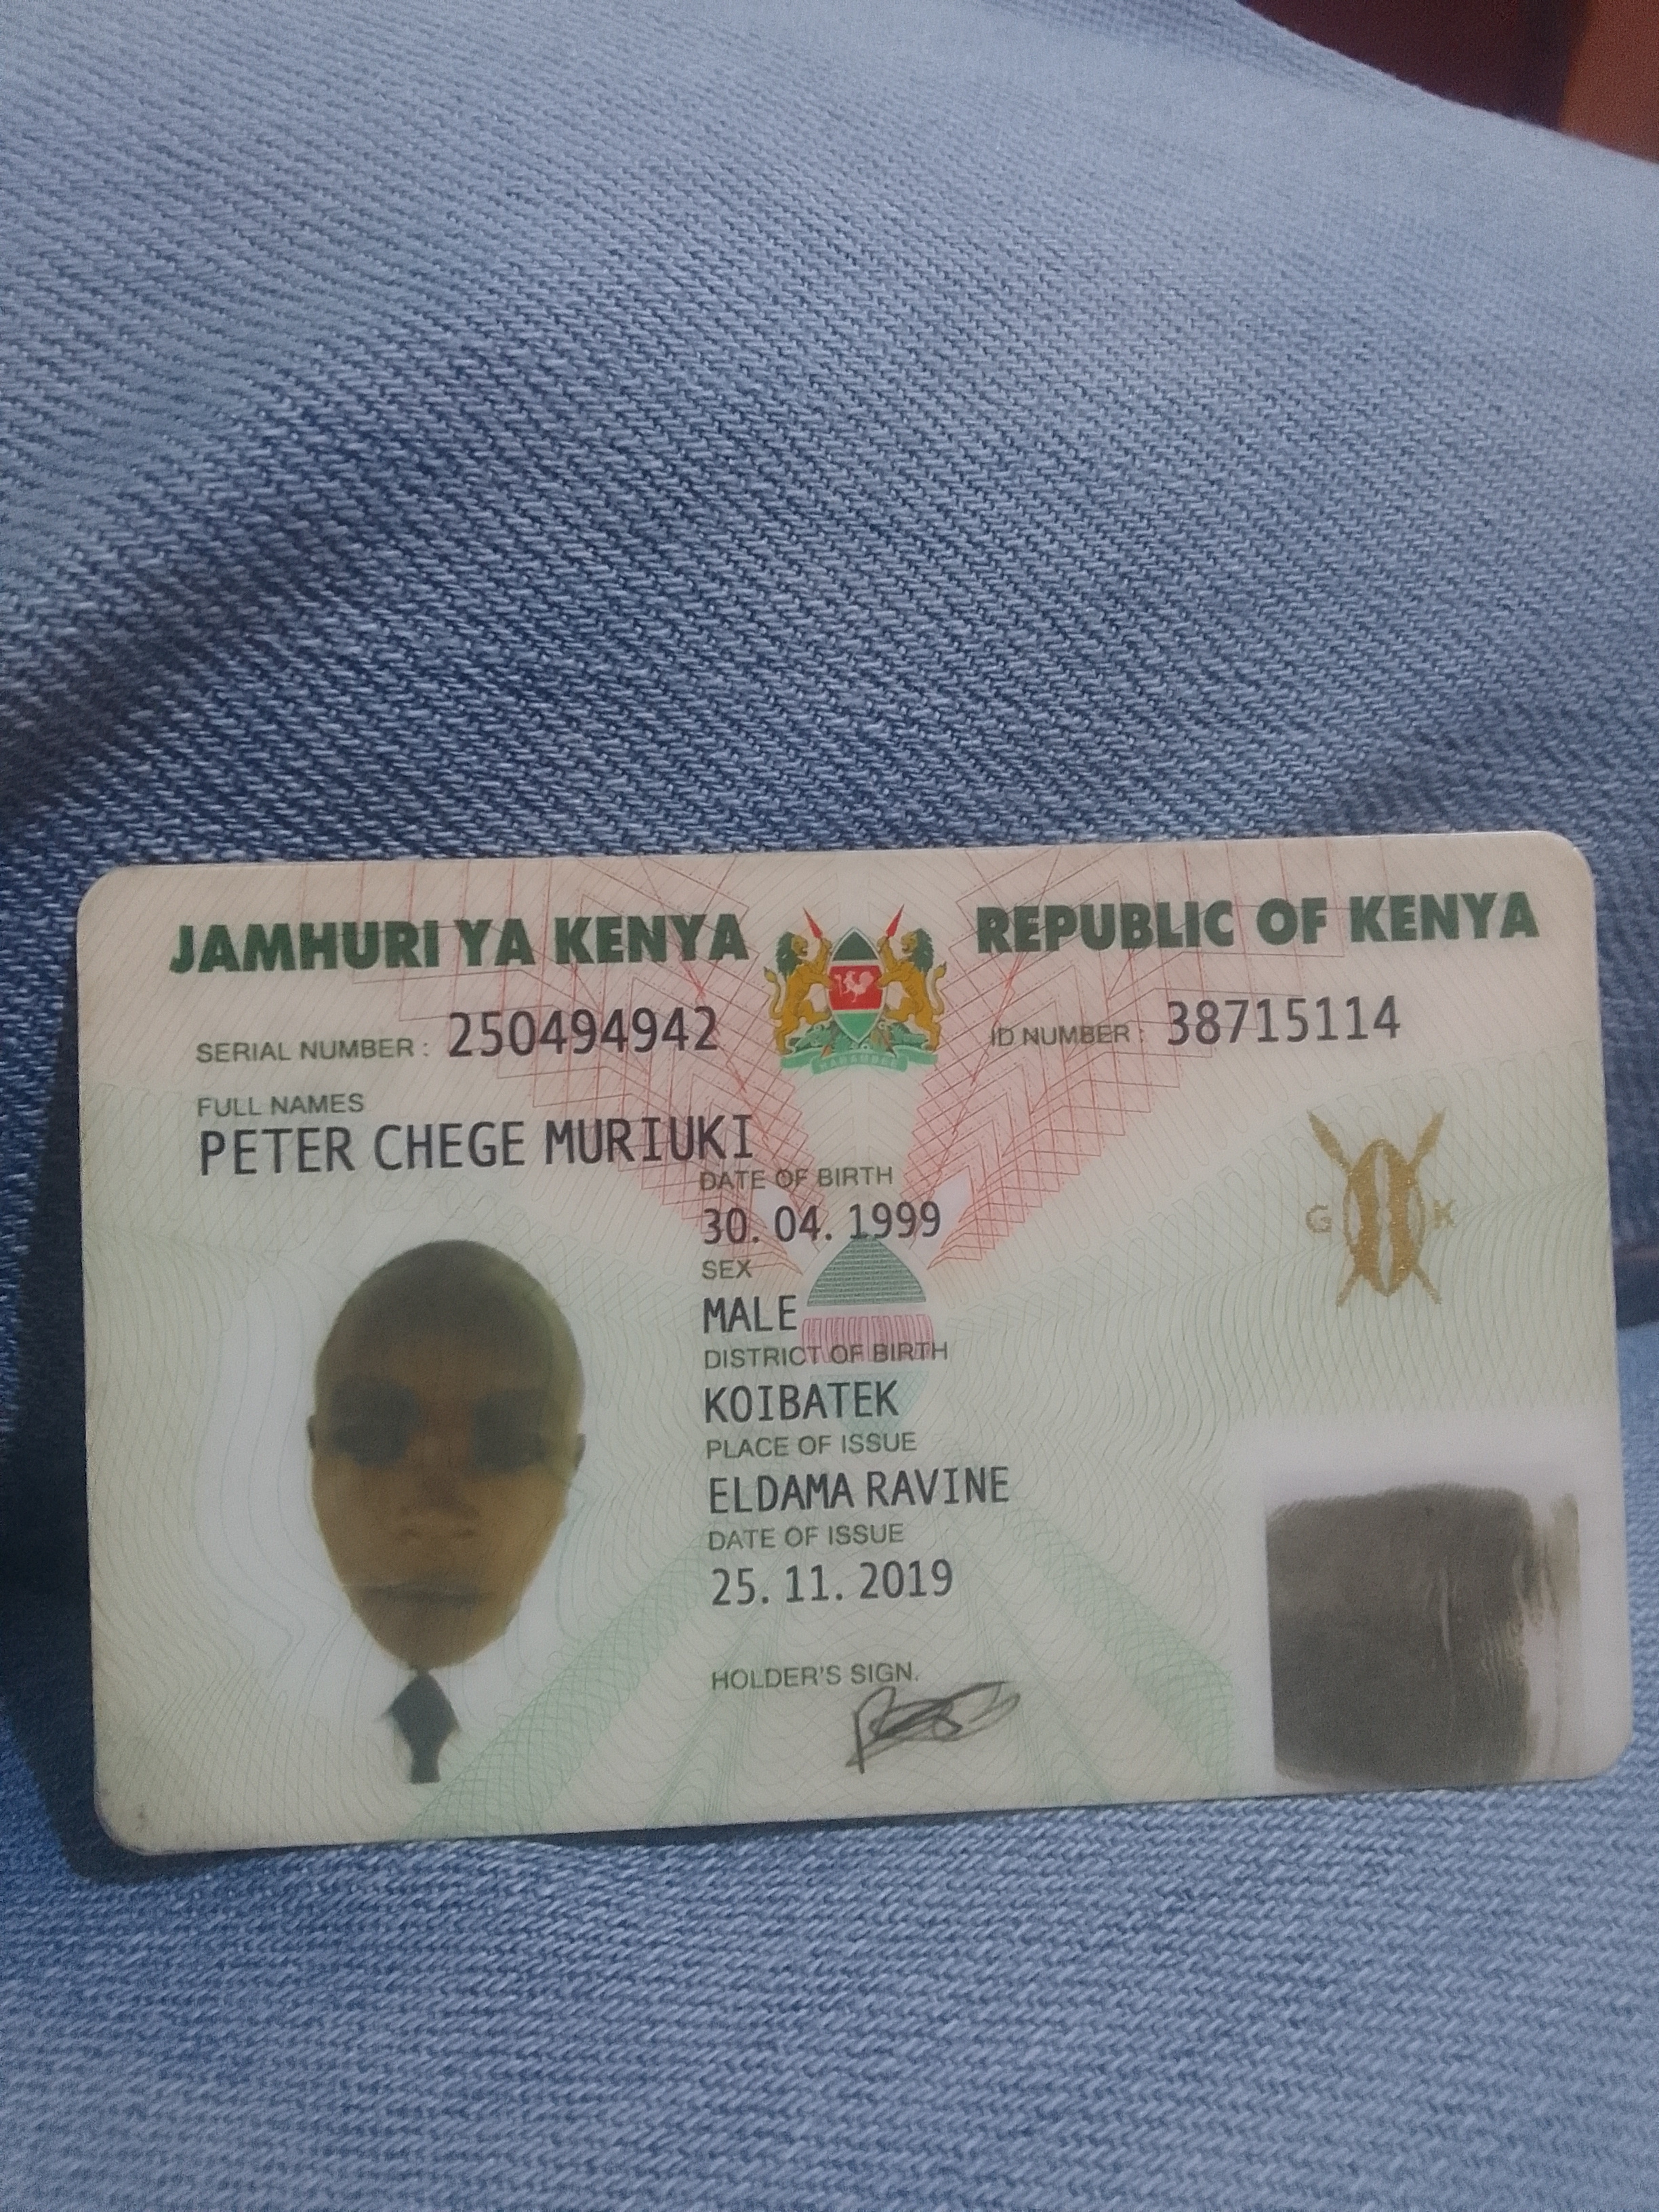 JAMHURI YA KENYA REPUBLIC OF KENYA
SERIAL NUMBER : 250494942 ID NUMBER : 38715114
FULL NAMES
PETER CHEGE MURIUKI
DATE OF BIRTH
30. 04. 1999
SEX
MALE
DISTRICT OF BIRTH
KOIBATEK
PLACE OF ISSUE
ELDAMA RAVINE
DATE OF ISSUE
25. 11. 2019
HOLDER'S SIGN.
G K
HARAMBEE